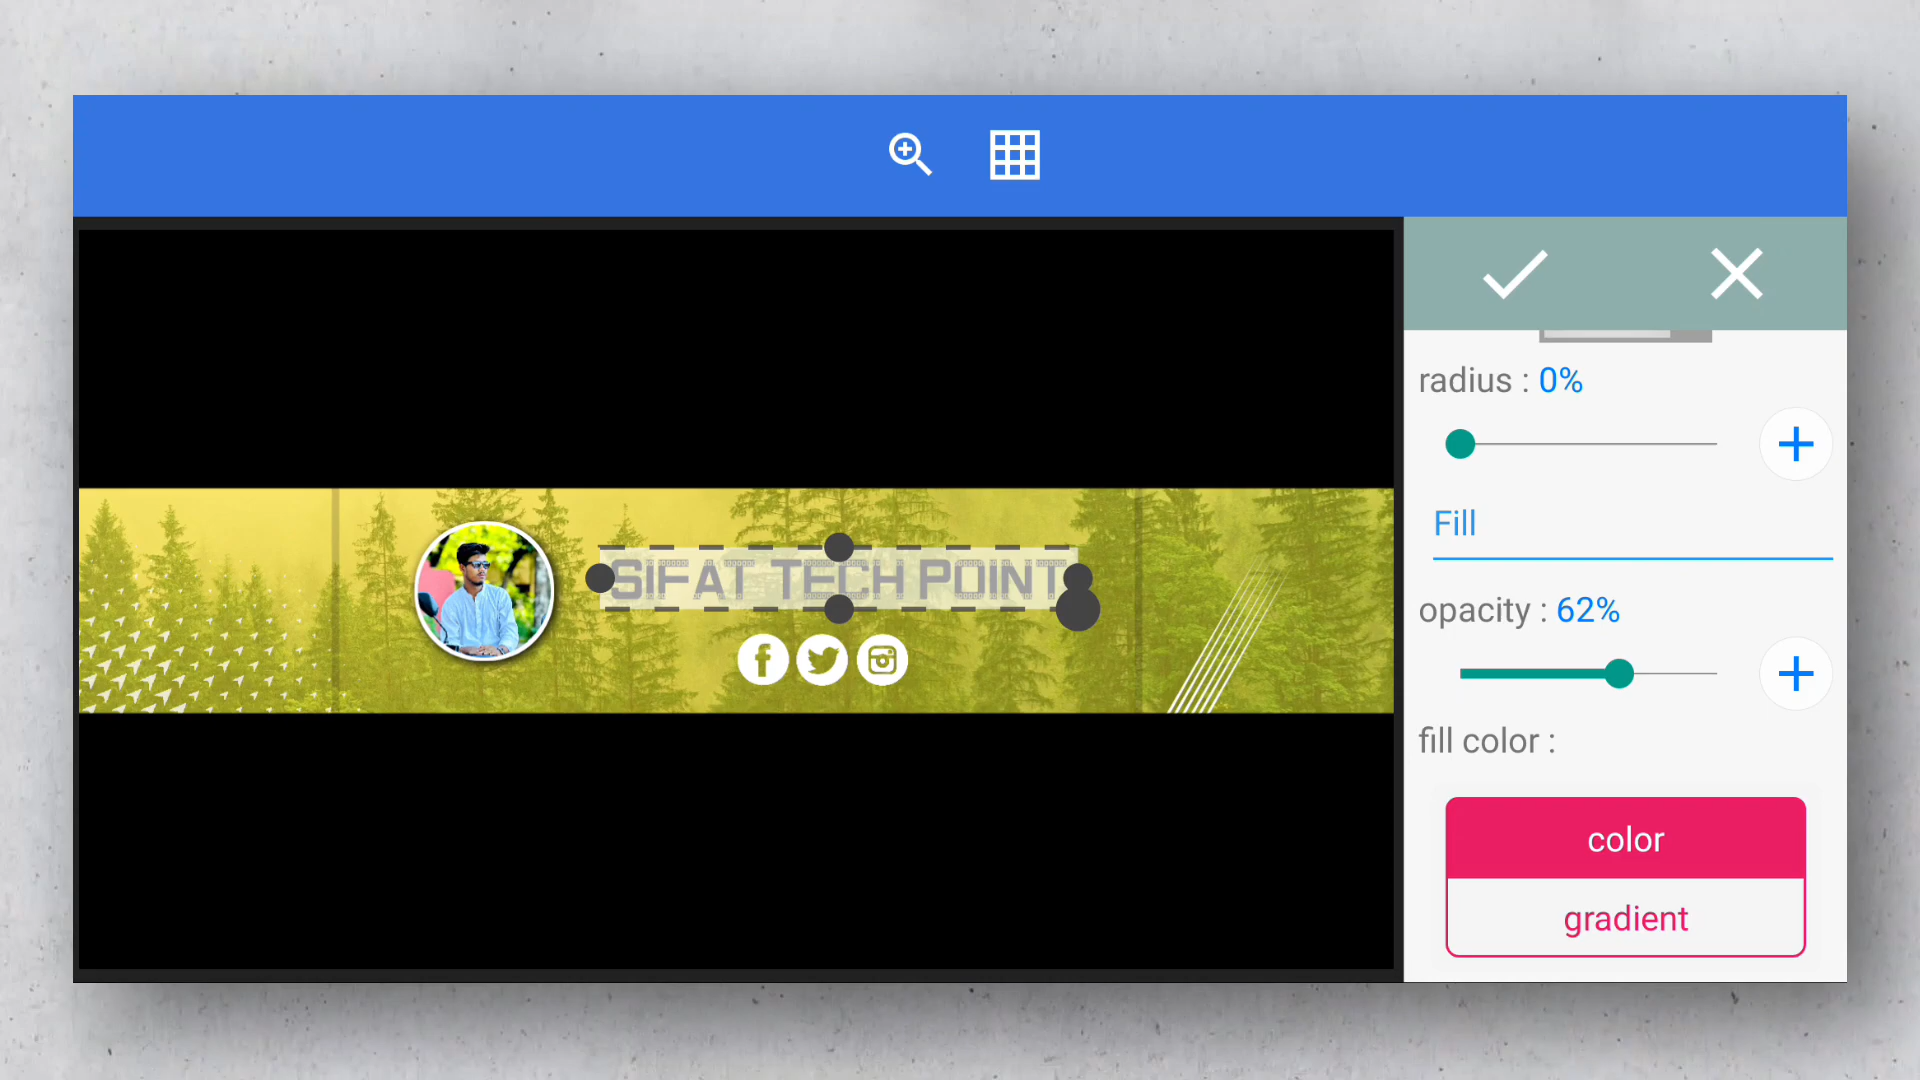 radius : 0%
Fill
SIFAT TECH POINT
opacity : 62%
fill color :
color
gradient